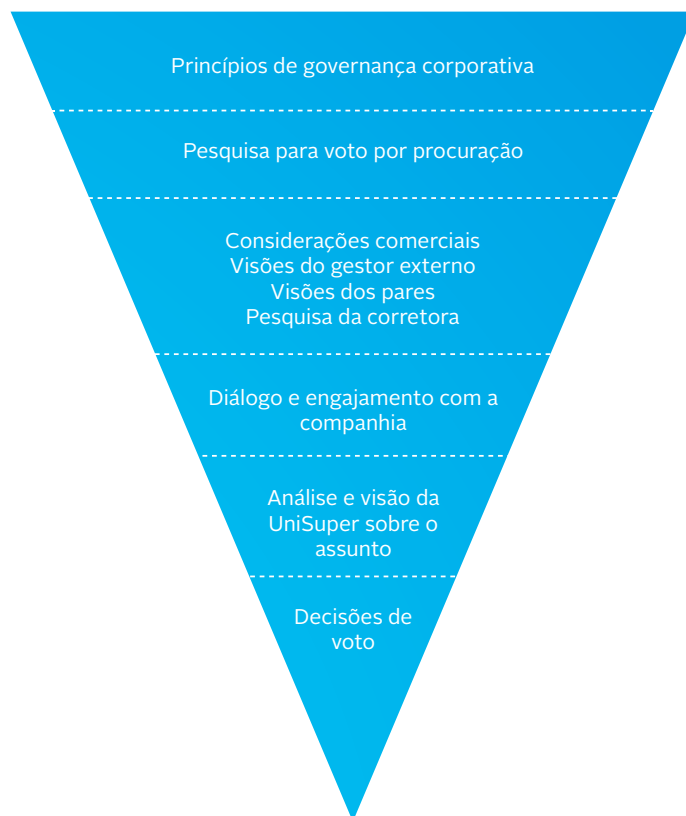 Princípios de governança corporativa
Pesquisa para voto por procuração
Considerações comerciais
Visões do gestor externo
Visões dos pares
Pesquisa da corretora
Diálogo e engajamento com a
companhia
Análise e visão da
UniSuper sobre o
assunto
Decisões de
voto